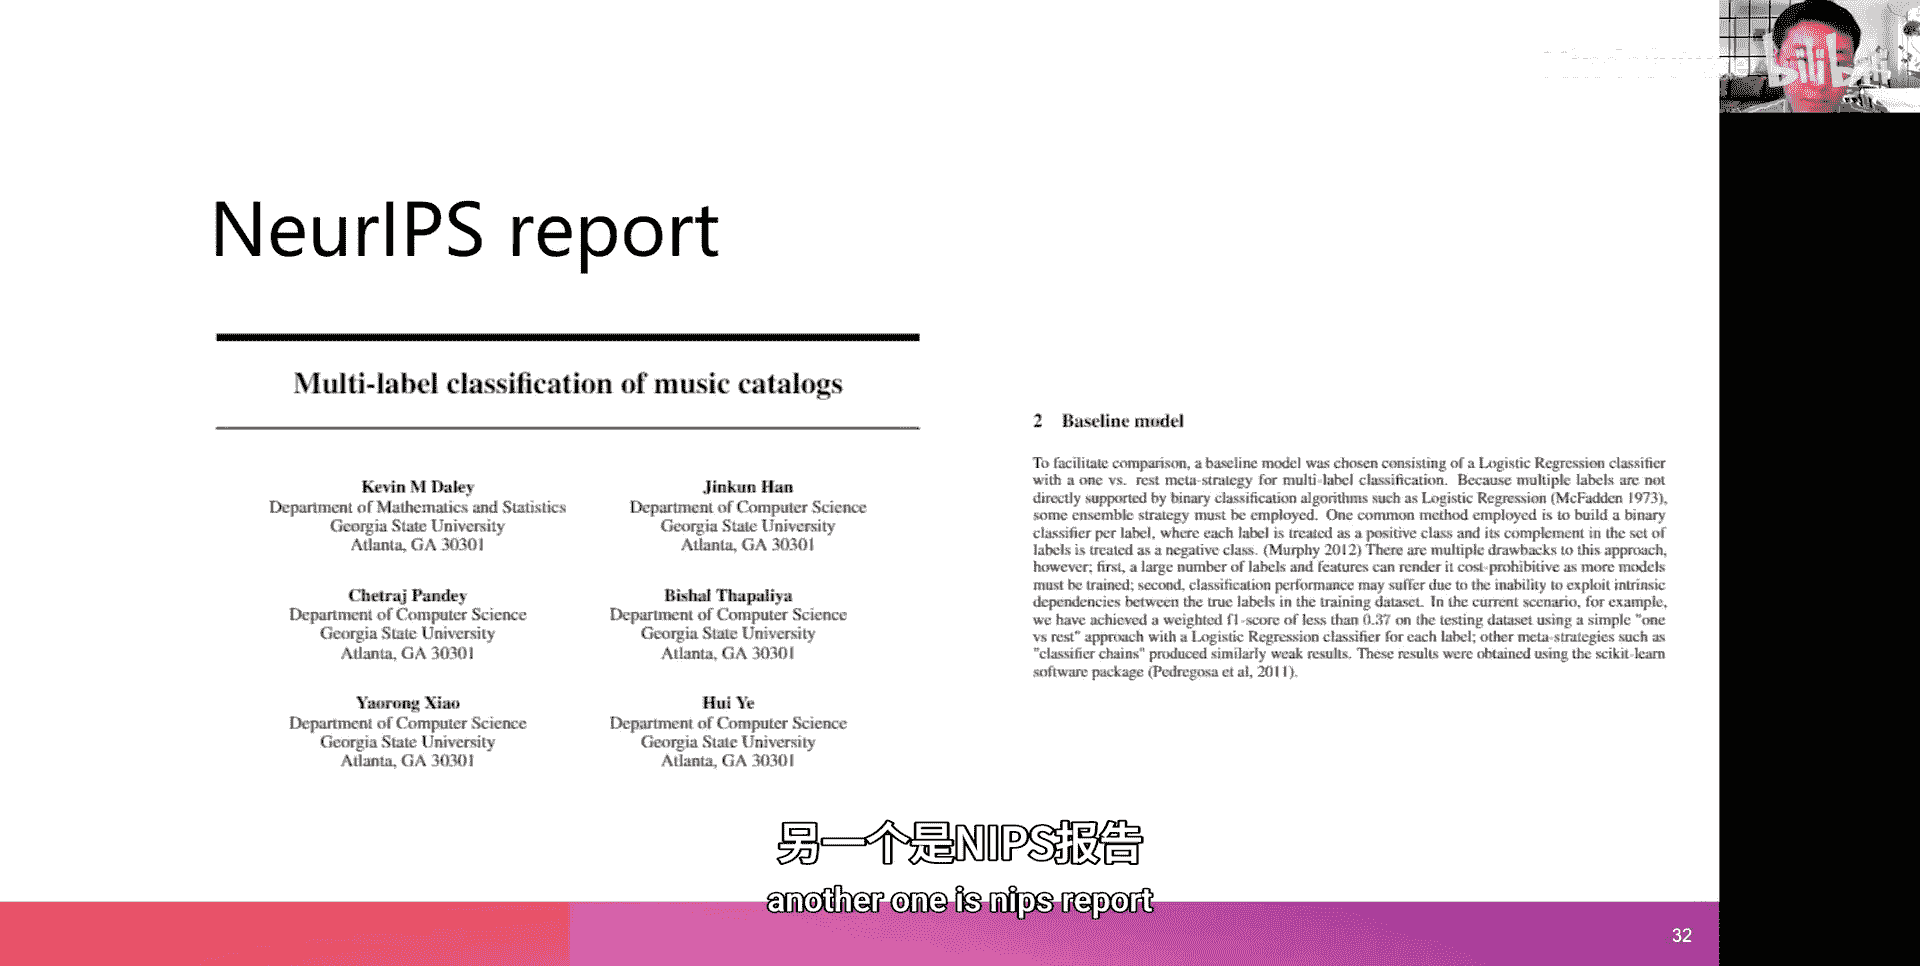 NeurIPS report
Multi-label classification of music catalogs
Kevin M Daley
Department of Mathematics and Statistics
Georgia State University
Atlanta, GA 30301
Jinkun Han
Department of Computer Science
Georgia State University
Atlanta, GA 30301
Chetraj Pandey
Department of Computer Science
Georgia State University
Atlanta, GA 30301
Bishal Thapaliya
Department of Computer Science
Georgia State University
Atlanta, GA 30301
Yaorong Xiao
Department of Computer Science
Georgia State University
Atlanta, GA 30301
Hui Ye
Department of Computer Science
Georgia State University
Atlanta, GA 30301
2 Baseline model
To facilitate comparison, a baseline model was chosen consisting of a Logistic Regression classifier
with a one vs. rest meta-strategy for multi-label classification. Because multiple labels are not
directly supported by binary classification algorithms such as Logistic Regression (McFadden 1973),
some ensemble strategy must be employed. One common method employed is to build a binary
classifier per label, where each label is treated as a positive class and its complement in the set of
labels is treated as a negative class. (Murphy 2012) There are multiple drawbacks to this approach,
however; first, a large number of labels and features can render it cost-prohibitive as more models
must be trained; second, classification performance may suffer due to the inability to exploit intrinsic
dependencies between the true labels in the training dataset. In the current scenario, for example,
we have achieved a weighted f1-score of less than 0.37 on the testing dataset using a simple "one
vs rest" approach with a Logistic Regression classifier for each label; other meta-strategies such as
"classifier chains" produced similarly weak results. These results were obtained using the scikit-learn
software package (Pedregosa et al, 2011).
bilibili
另一个是NIPS报告
another one is nips report
32